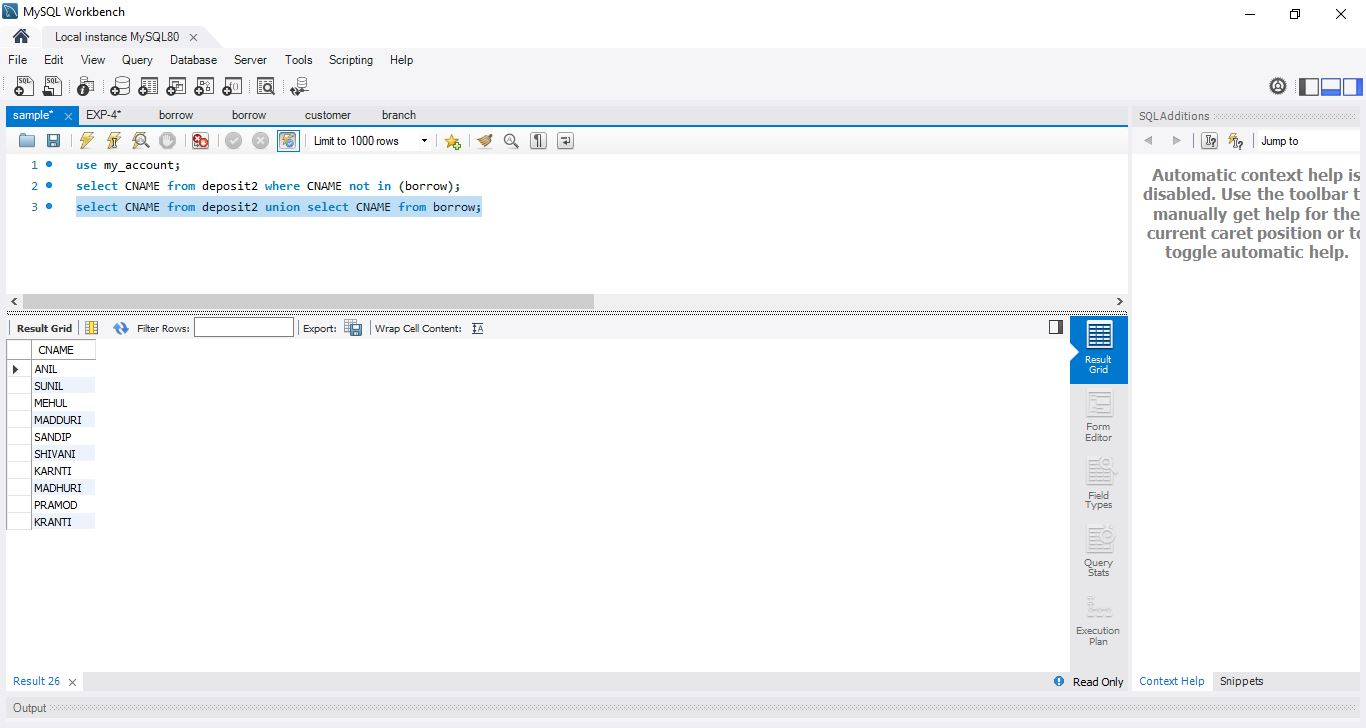 MySQL Workbench
Local instance MySQL80
File Edit View Query Database Server Tools Scripting Help
sample* EXP-4* borrow borrow customer branch
Limit to 1000 rows
1 use my_account;
2 select CNAME from deposit2 where CNAME not in (borrow);
3 select CNAME from deposit2 union select CNAME from borrow;
SQLAdditions
Jump to
Automatic context help is
disabled. Use the toolbar t
manually get help for the
current caret position or to
toggle automatic help.
Result Grid Filter Rows: Export: Wrap Cell Content: IA
CNAME
ANIL
SUNIL
MEHUL
MADDURI
SANDIP
SHIVANI
KARNTI
MADHURI
PRAMOD
KRANTI
Result
Grid
Form
Editor
Field
Types
Query
Stats
Execution
Plan
Result 26
Read Only
Context Help Snippets
Output